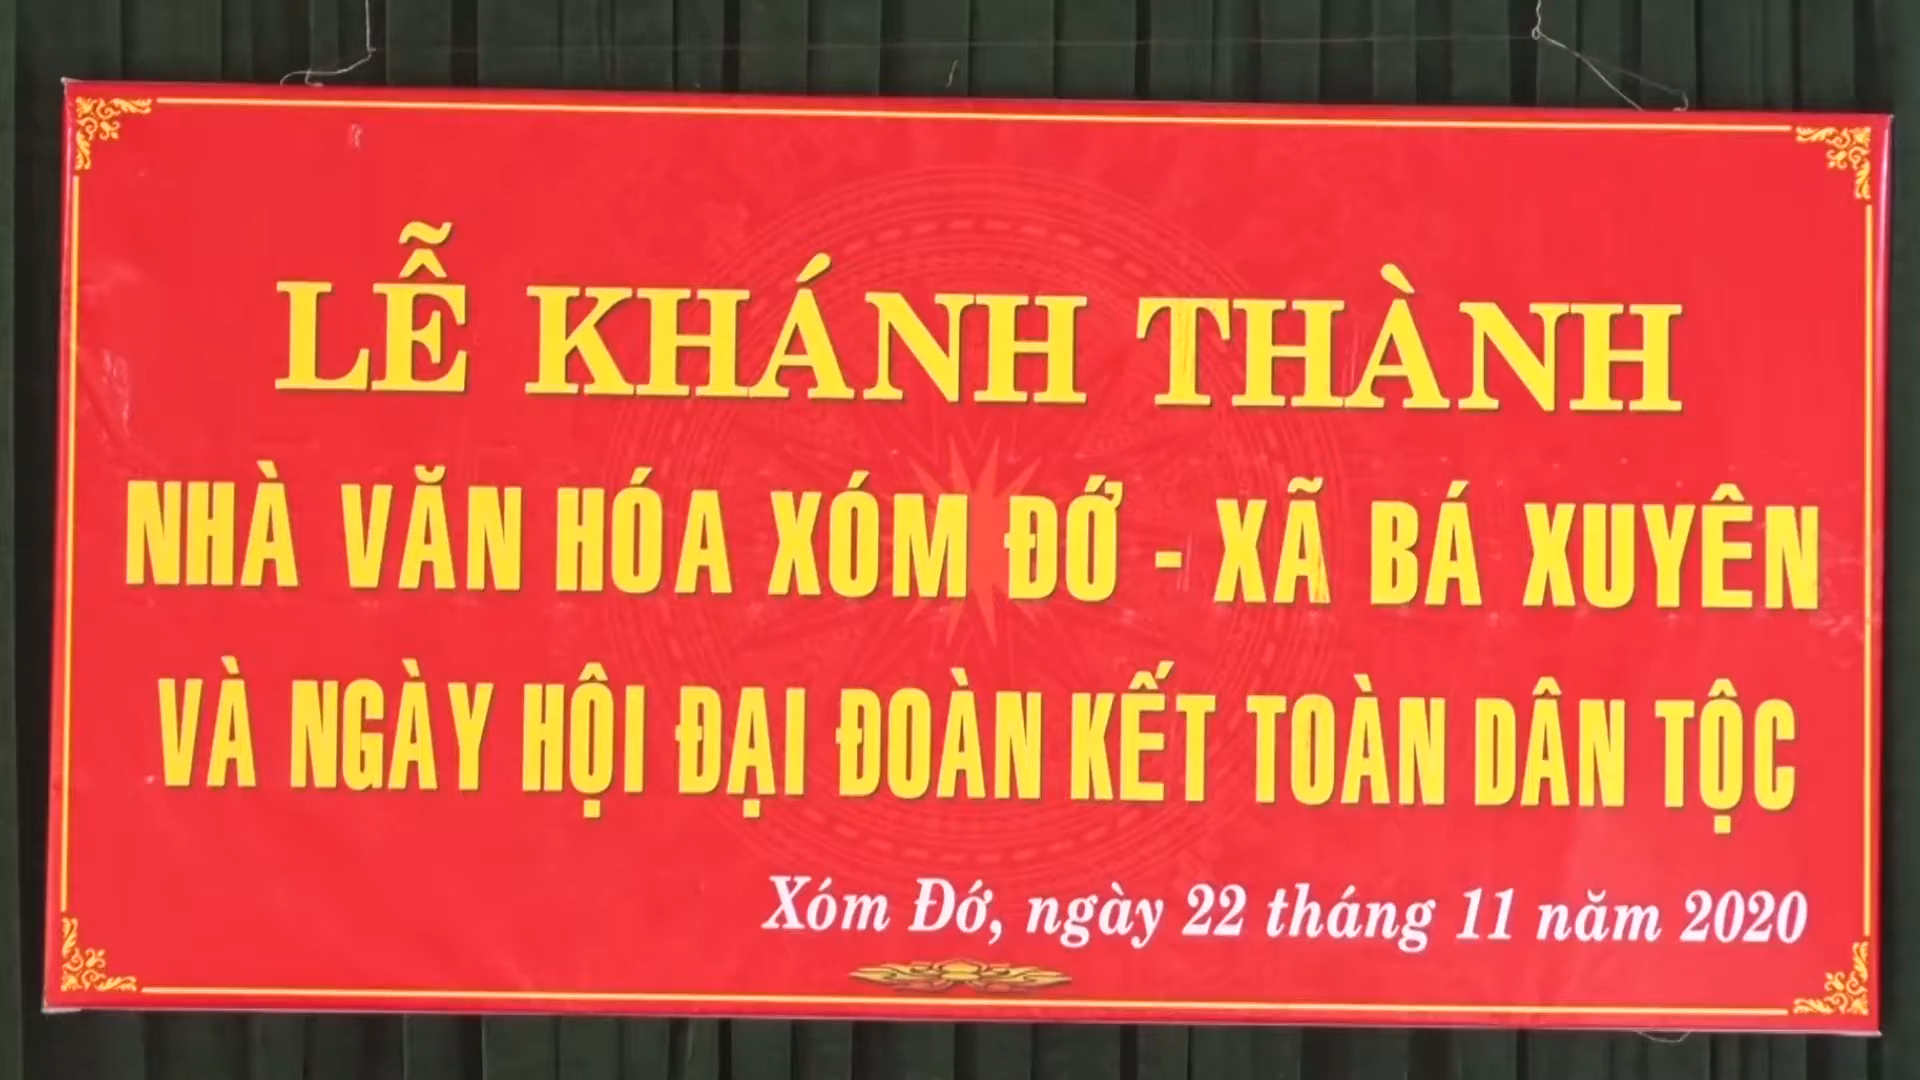 LỄ KHÁNH THÀNH
NHÀ VĂN HÓA XÓM ĐỚ - XÃ BÁ XUYÊN
VÀ NGÀY HỘI ĐẠI ĐOÀN KẾT TOÀN DÂN TỘC
Xóm Đớ, ngày 22 tháng 11 năm 2020